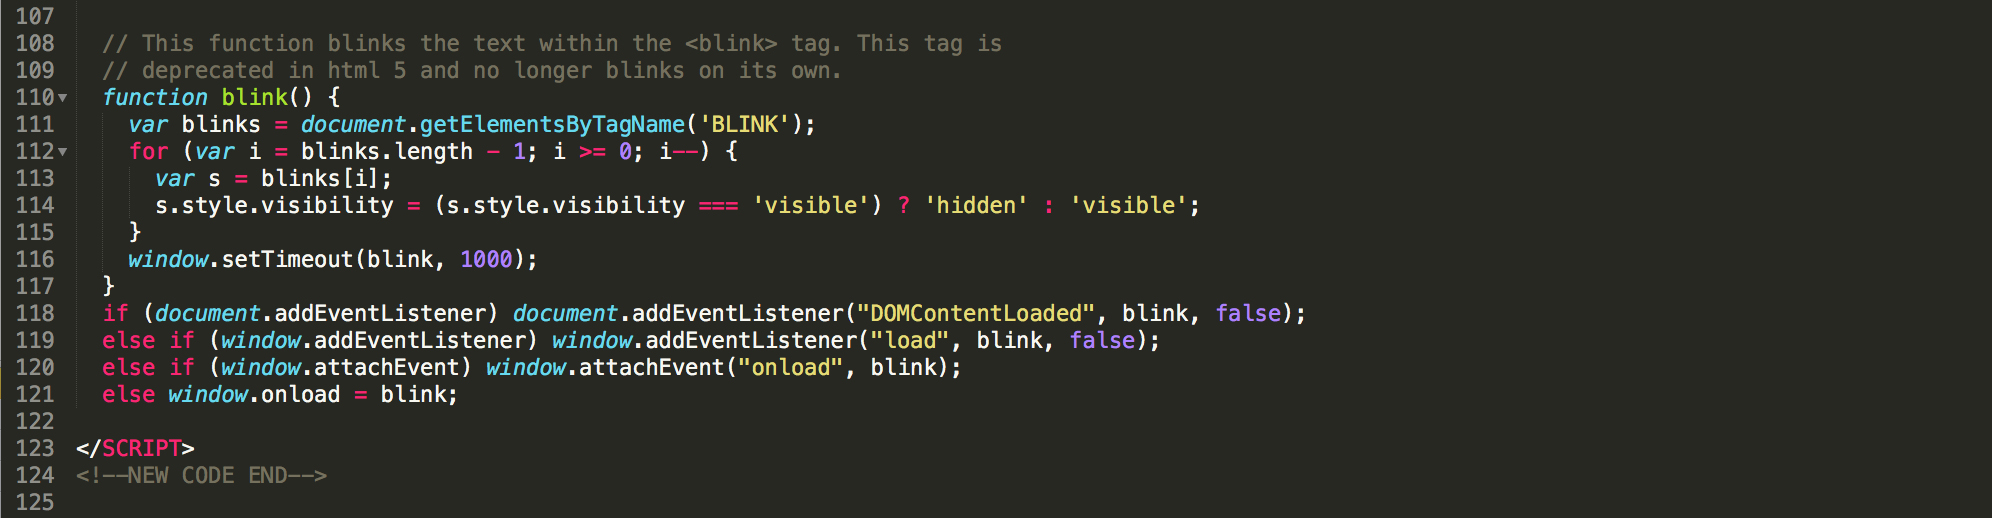 107
108 // This function blinks the text within the <blink> tag. This tag is
109 // deprecated in html 5 and no longer blinks on its own.
110 function blink() {
111 var blinks = document.getElementsByTagName('BLINK');
112 for (var i = blinks.length - 1; i >= 0; i--) {
113 var s = blinks[i];
114 s.style.visibility = (s.style.visibility === 'visible') ? 'hidden' : 'visible';
115 }
116 window.setTimeout(blink, 1000);
117 }
118 if (document.addEventListener) document.addEventListener("DOMContentLoaded", blink, false);
119 else if (window.addEventListener) window.addEventListener("load", blink, false);
120 else if (window.attachEvent) window.attachEvent("onload", blink);
121 else window.onload = blink;
122
123 </SCRIPT>
124 <!--NEW CODE END-->
125